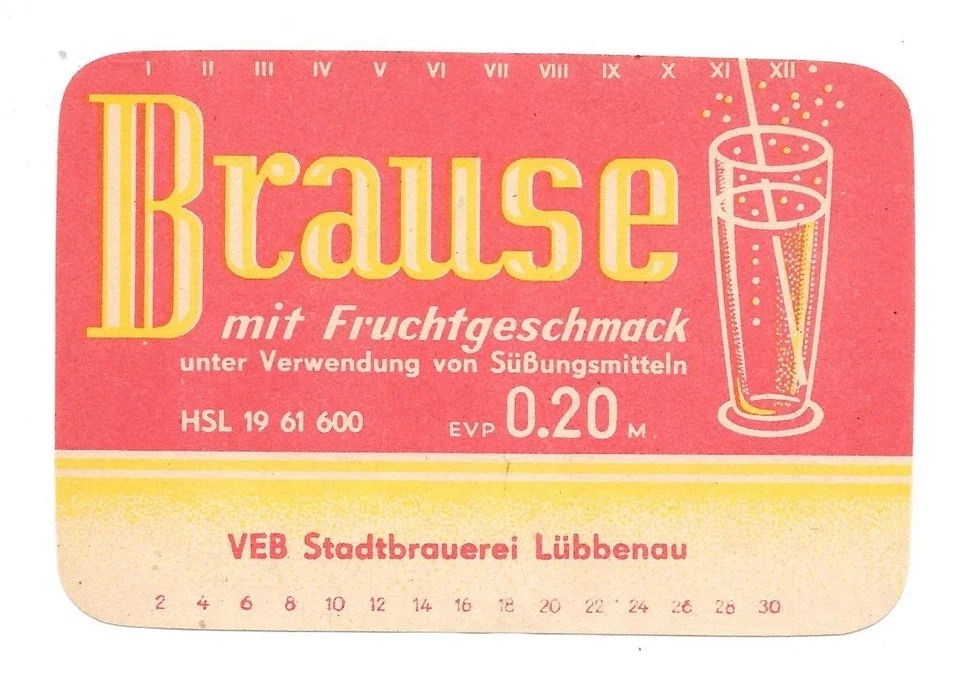 I II III IV V VI VII VIII IX X XI XII
Brause
mit Fruchtgeschmack
unter Verwendung von Süßungsmitteln
HSL 19 61 600 EVP 0.20 M
VEB Stadtbrauerei Lübbenau
2 4 6 8 10 12 14 16 18 20 22 24 26 28 30